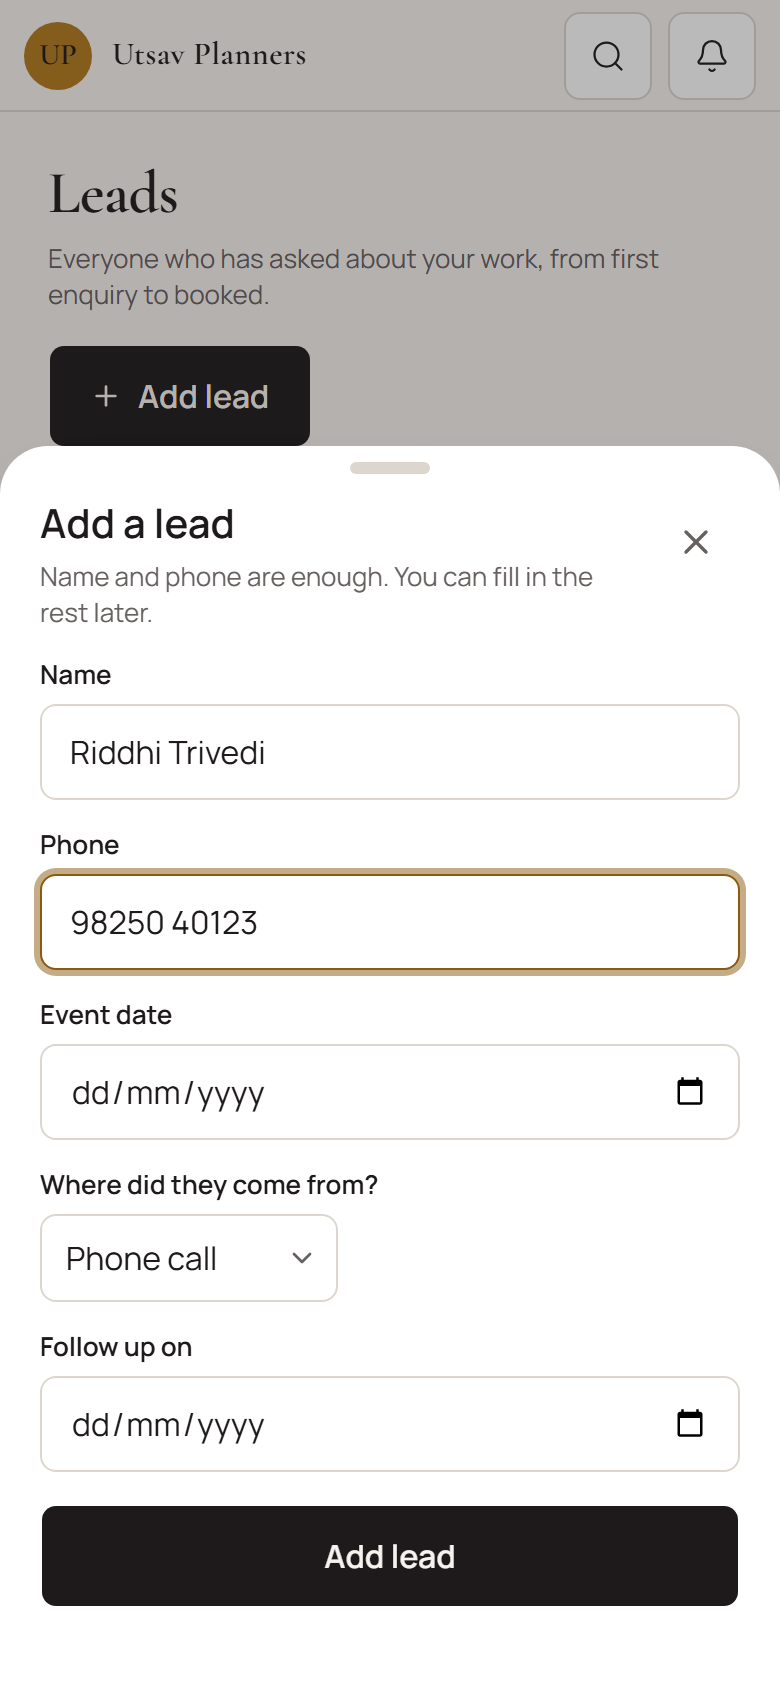 UP Utsav Planners
Leads
Everyone who has asked about your work, from first
enquiry to booked.
+ Add lead
Add a lead
Name and phone are enough. You can fill in the
rest later.
Name
Riddhi Trivedi
Phone
98250 40123
Event date
dd/mm/yyyy
Where did they come from?
Phone call
Follow up on
dd/mm/yyyy
Add lead